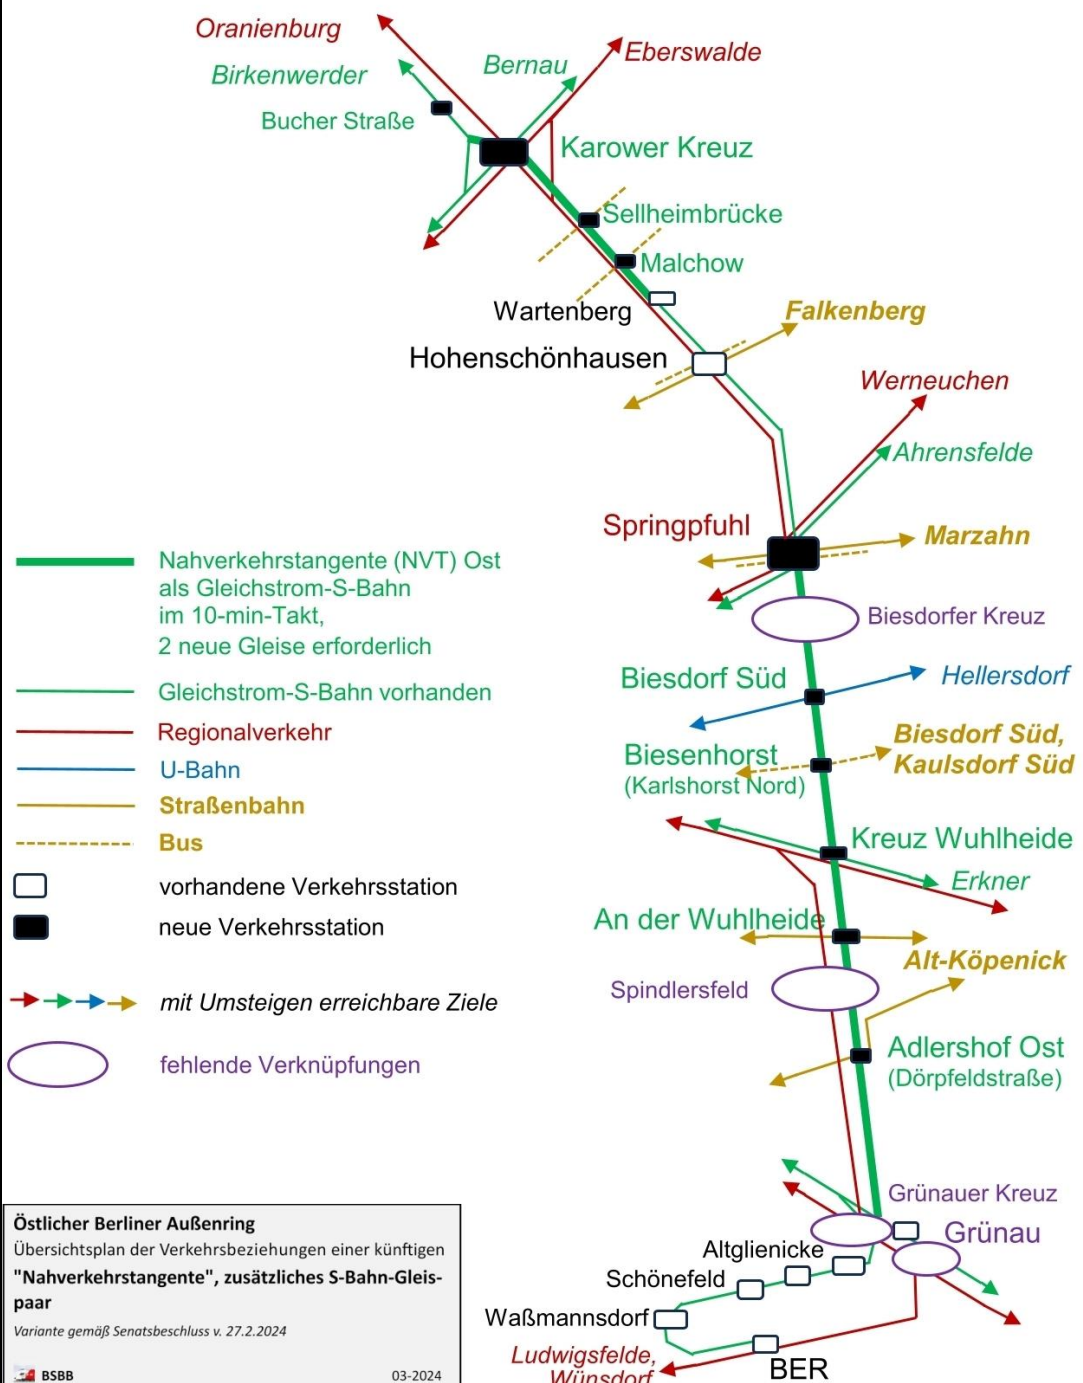 Oranienburg
Eberswalde
Bernau
Birkenwerder
Bucher Straße
Karower Kreuz
Sellheimbrücke
Malchow
Wartenberg
Falkenberg
Hohenschönhausen
Werneuchen
Ahrensfelde
Springpfuhl
Marzahn
Biesdorfer Kreuz
Biesdorf Süd
Hellersdorf
Biesenhorst
(Karlshorst Nord)
Biesdorf Süd,
Kaulsdorf Süd
Kreuz Wuhlheide
Erkner
An der Wuhlheide
Alt-Köpenick
Spindlersfeld
Adlershof Ost
(Dörpfeldstraße)
Grünauer Kreuz
Grünau
Altglienicke
Schönefeld
Waßmannsdorf
Ludwigsfelde,
Wünsdorf
BER
Nahverkehrstangente (NVT) Ost
als Gleichstrom-S-Bahn
im 10-min-Takt,
2 neue Gleise erforderlich
Gleichstrom-S-Bahn vorhanden
Regionalverkehr
U-Bahn
Straßenbahn
Bus
vorhandene Verkehrsstation
neue Verkehrsstation
mit Umsteigen erreichbare Ziele
fehlende Verknüpfungen
Östlicher Berliner Außenring
Übersichtsplan der Verkehrsbeziehungen einer künftigen
"Nahverkehrstangente", zusätzliches S-Bahn-Gleis-
paar
Variante gemäß Senatsbeschluss v. 27.2.2024
BSBB 03-2024